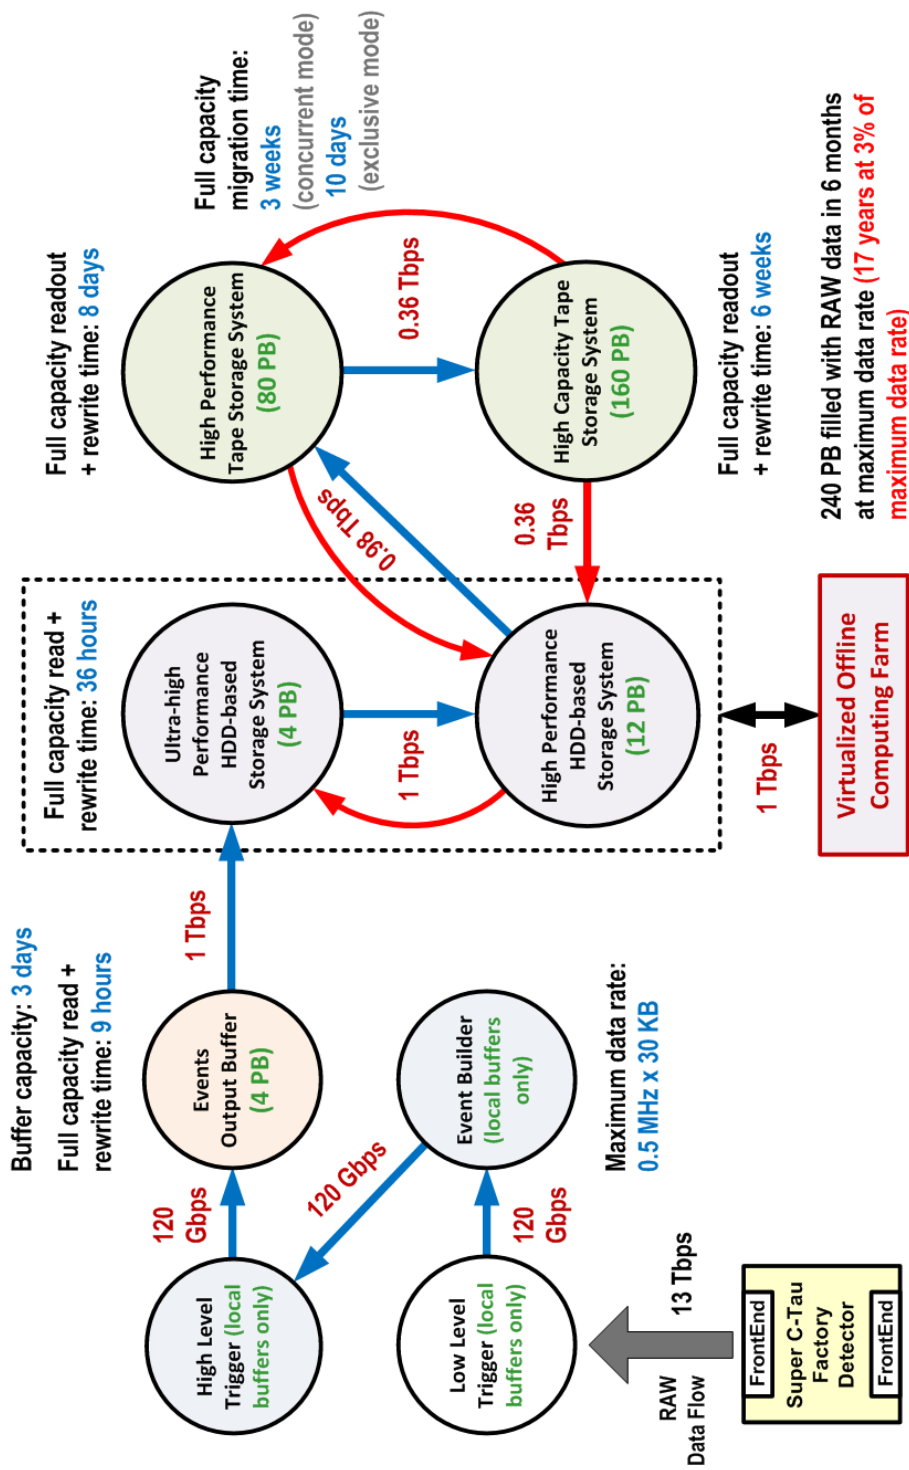 Buffer capacity: 3 days
Full capacity read +
rewrite time: 9 hours
Full capacity read +
rewrite time: 36 hours
Full capacity readout
+ rewrite time: 8 days
Full capacity
migration time:
3 weeks
(concurrent mode)
10 days
(exclusive mode)
High Level
Trigger (local
buffers only)
120
Gbps
Events
Output Buffer
(4 PB)
1 Tbps
Ultra-high
Performance
HDD-based
Storage System
(4 PB)
High Performance
Tape Storage System
(80 PB)
120 Gbps
1 Tbps
0.98 Tbps
0.36 Tbps
Low Level
Trigger (local
buffers only)
120
Gbps
Event Builder
(local buffers
only)
High Performance
HDD-based
Storage System
(12 PB)
0.36
Tbps
High Capacity Tape
Storage System
(160 PB)
RAW
Data Flow
13 Tbps
Maximum data rate:
0.5 MHz x 30 KB
1 Tbps
Full capacity readout
+ rewrite time: 6 weeks
FrontEnd
Super C-Tau
Factory
Detector
FrontEnd
Virtualized Offline
Computing Farm
240 PB filled with RAW data in 6 months
at maximum data rate (17 years at 3% of
maximum data rate)